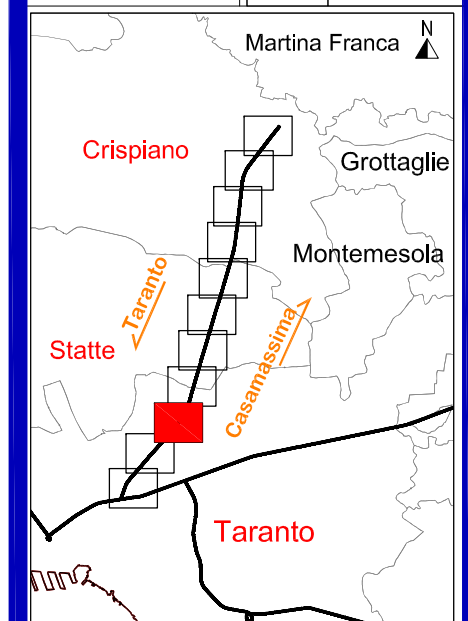 N
Martina Franca
Crispiano
Grottaglie
Montemesola
Taranto
Casamassima
Statte
Taranto